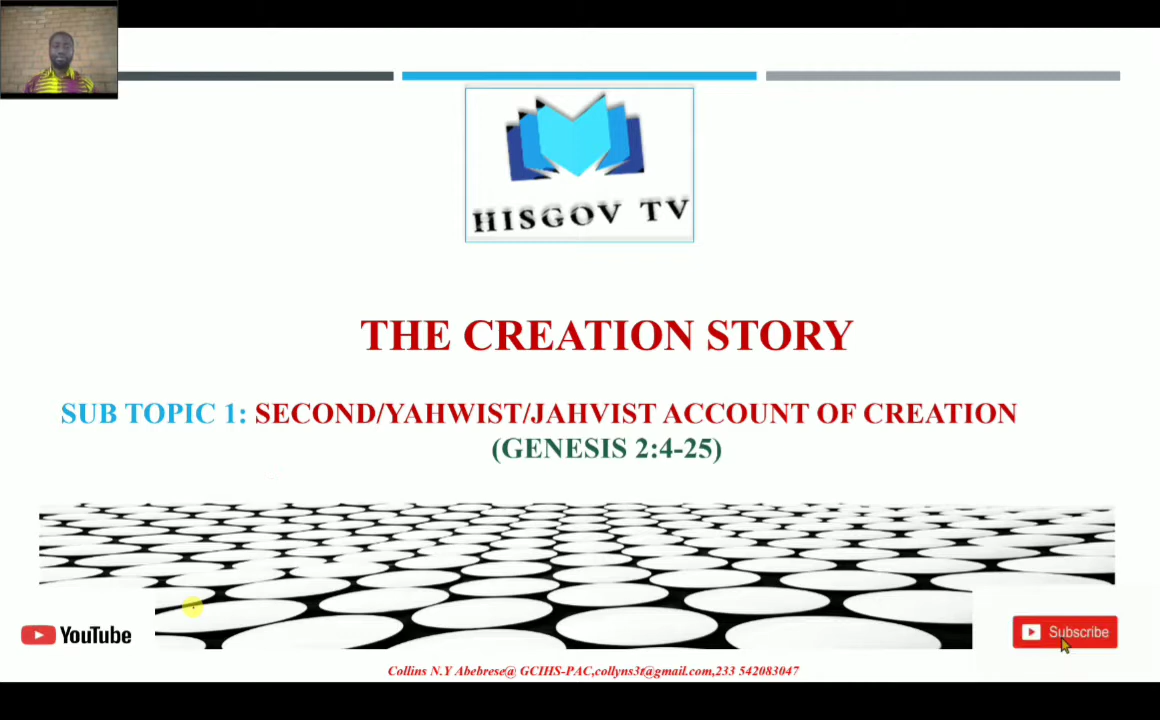 HISGOV TV
THE CREATION STORY
SUB TOPIC 1: SECOND/YAHWIST/JAHVIST ACCOUNT OF CREATION
(GENESIS 2:4-25)
YouTube
Subscribe
Collins N.Y Abebrese@ GCIHS-PAC,collyns3t@gmail.com,233 542083047